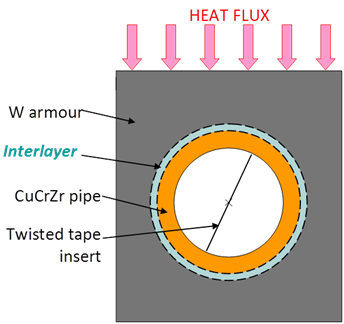 HEAT FLUX
W armour
Interlayer
CuCrZr pipe
Twisted tape
insert